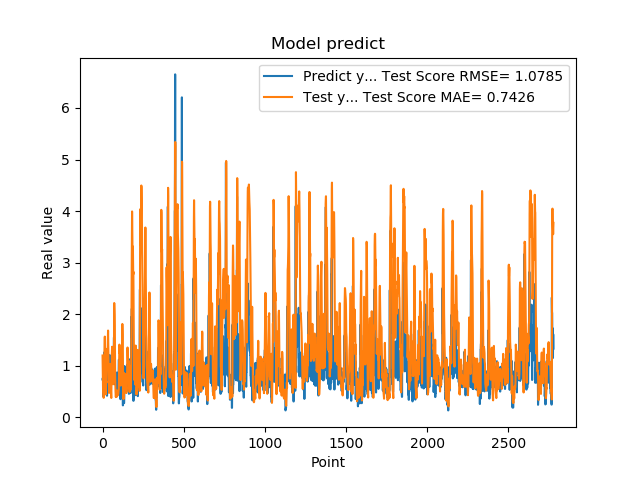 Model predict
Predict y... Test Score RMSE= 1.0785
Test y... Test Score MAE= 0.7426
Real value
6
5
4
3
2
1
0
0 500 1000 1500 2000 2500
Point